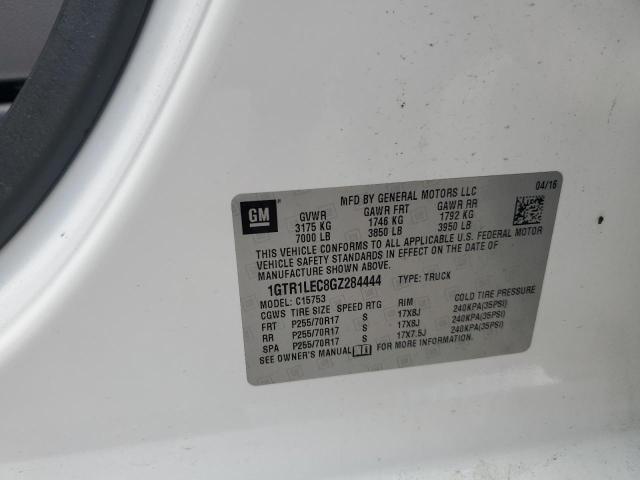 MFD BY GENERAL MOTORS LLC 04/16
GM GVWR GAWR FRT GAWR RR
3175 KG 1746 KG 1792 KG
7000 LB 3850 LB 3950 LB
THIS VEHICLE CONFORMS TO ALL APPLICABLE U.S. FEDERAL MOTOR
VEHICLE SAFETY STANDARDS IN EFFECT ON THE DATE OF
MANUFACTURE SHOWN ABOVE.
1GTR1LEC8GZ284444 TYPE: TRUCK
MODEL: C15753
CGWS TIRE SIZE SPEED RTG RIM COLD TIRE PRESSURE
FRT P255/70R17 S 17X8J 240KPA(35PSI)
RR P255/70R17 S 17X8J 240KPA(35PSI)
SPA P255/70R17 S 17X7.5J 240KPA(35PSI)
SEE OWNER'S MANUAL FOR MORE INFORMATION.